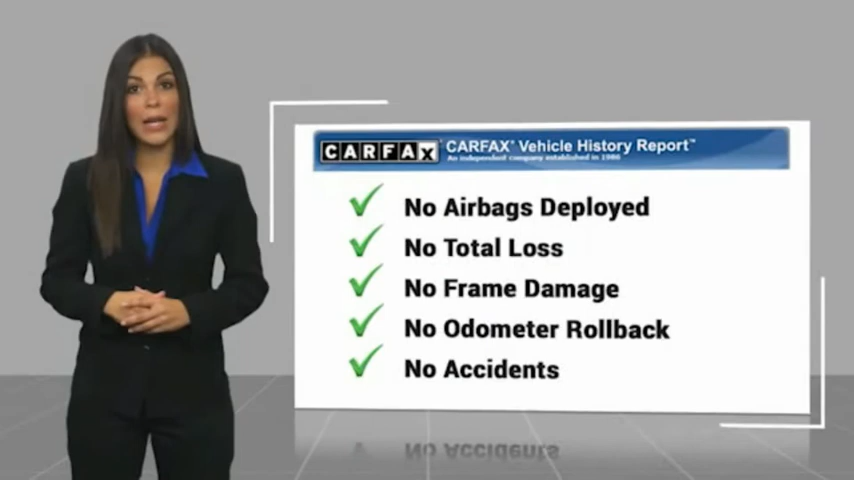 CARFAX CARFAX® Vehicle History Report™
An independent company established in 1986
No Airbags Deployed
No Total Loss
No Frame Damage
No Odometer Rollback
No Accidents
No Accidents